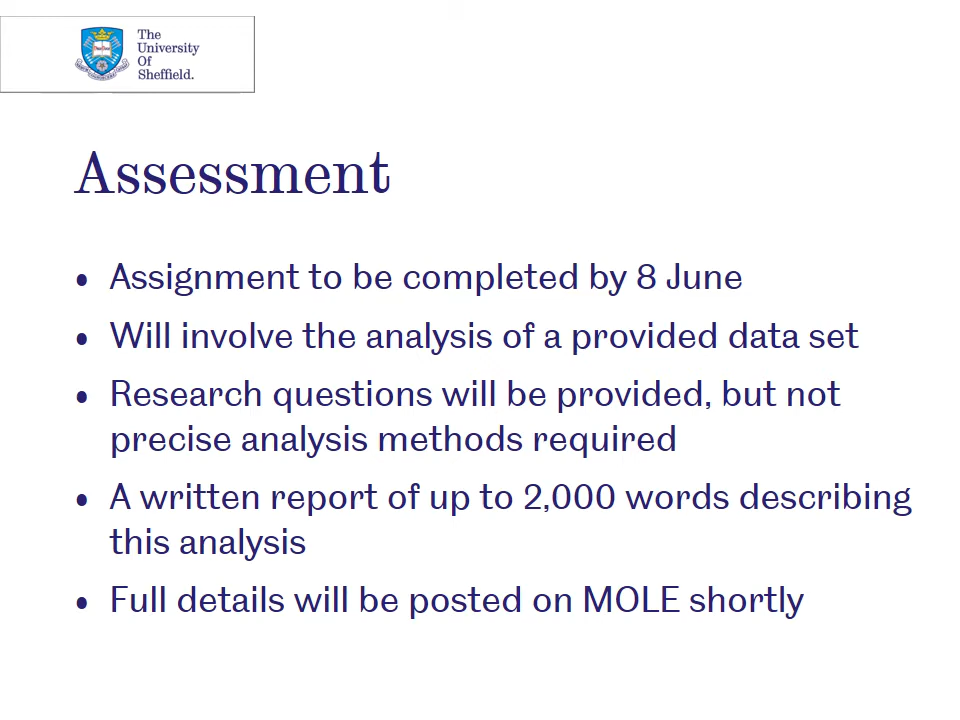 The
University
Of
Sheffield.
Assessment
• Assignment to be completed by 8 June
• Will involve the analysis of a provided data set
• Research questions will be provided, but not
precise analysis methods required
• A written report of up to 2,000 words describing
this analysis
• Full details will be posted on MOLE shortly